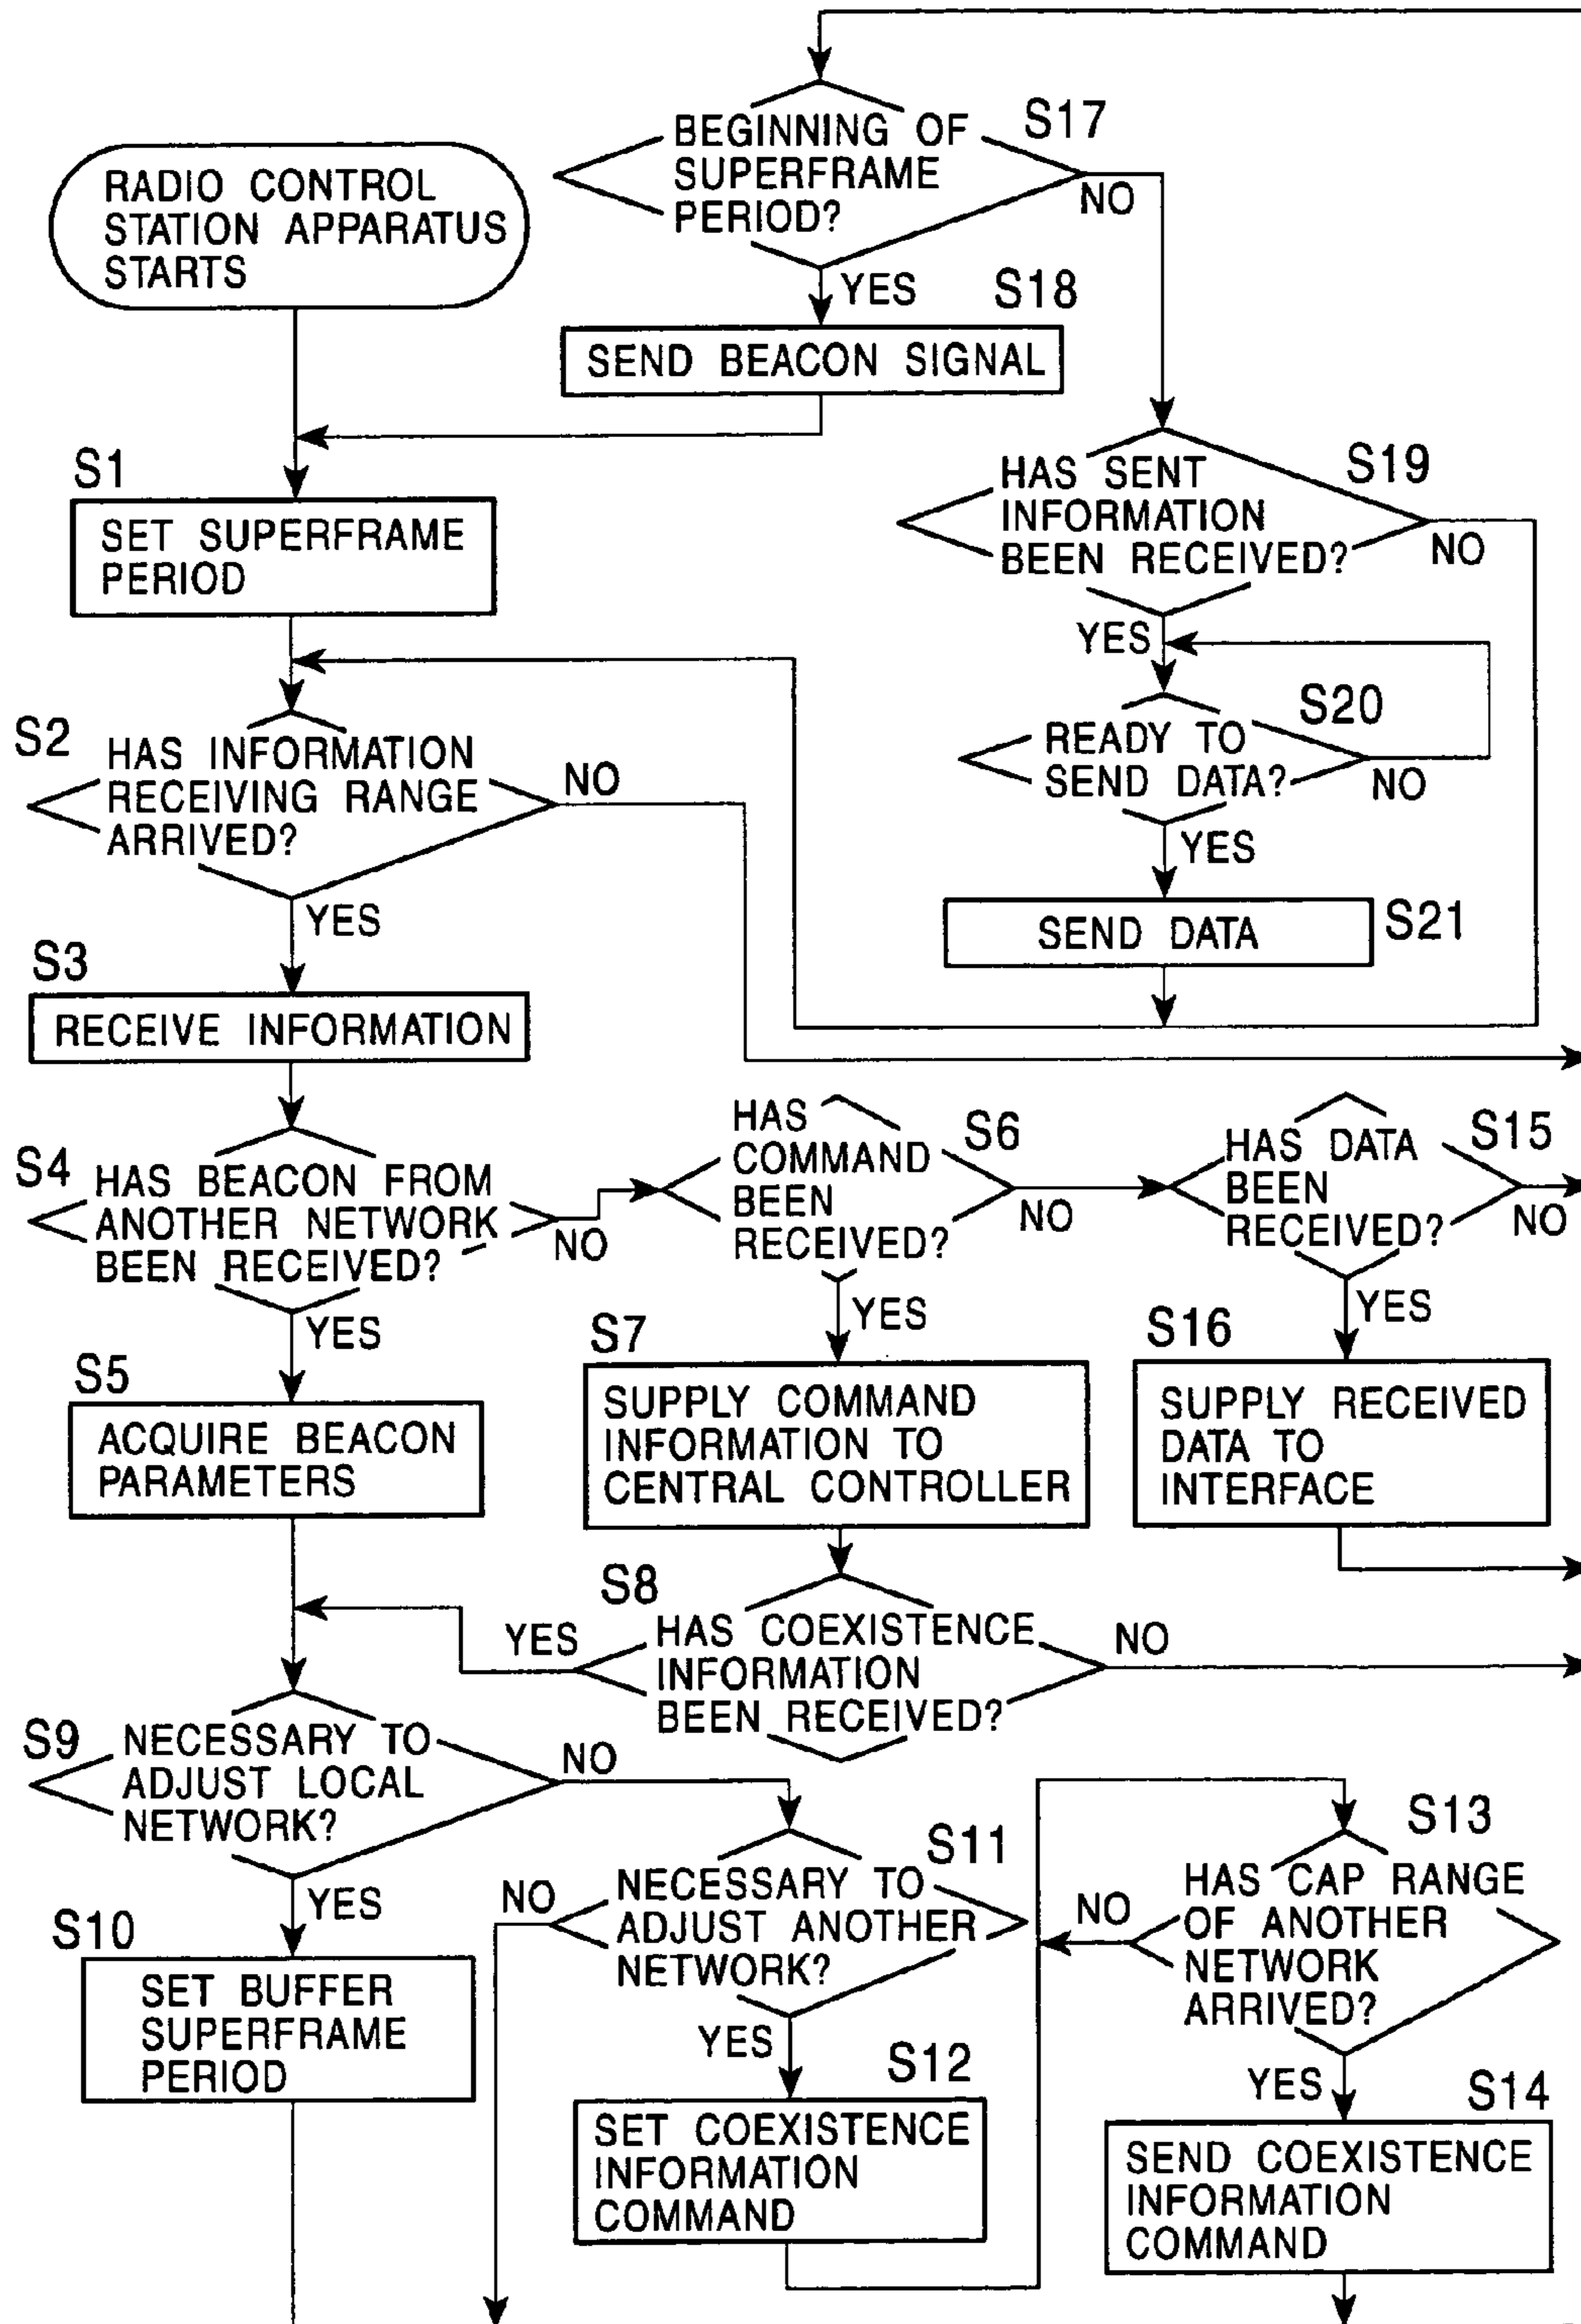 RADIO CONTROL
STATION APPARATUS
STARTS
BEGINNING OF
SUPERFRAME
PERIOD?
S17
NO
YES
S18
SEND BEACON SIGNAL
S1
SET SUPERFRAME
PERIOD
HAS SENT
INFORMATION
BEEN RECEIVED?
S19
NO
YES
S2
HAS INFORMATION
RECEIVING RANGE
ARRIVED?
NO
YES
READY TO
SEND DATA?
S20
NO
YES
SEND DATA
S21
S3
RECEIVE INFORMATION
S4
HAS BEACON FROM
ANOTHER NETWORK
BEEN RECEIVED?
NO
YES
HAS
COMMAND
BEEN
RECEIVED?
S6
NO
YES
HAS DATA
BEEN
RECEIVED?
S15
NO
YES
S5
ACQUIRE BEACON
PARAMETERS
S7
SUPPLY COMMAND
INFORMATION TO
CENTRAL CONTROLLER
S16
SUPPLY RECEIVED
DATA TO
INTERFACE
S8
YES
HAS COEXISTENCE
INFORMATION
BEEN RECEIVED?
NO
S9
NECESSARY TO
ADJUST LOCAL
NETWORK?
NO
YES
S10
SET BUFFER
SUPERFRAME
PERIOD
S11
NO
NECESSARY TO
ADJUST ANOTHER
NETWORK?
YES
S12
SET COEXISTENCE
INFORMATION
COMMAND
S13
NO
HAS CAP RANGE
OF ANOTHER
NETWORK
ARRIVED?
YES
S14
SEND COEXISTENCE
INFORMATION
COMMAND